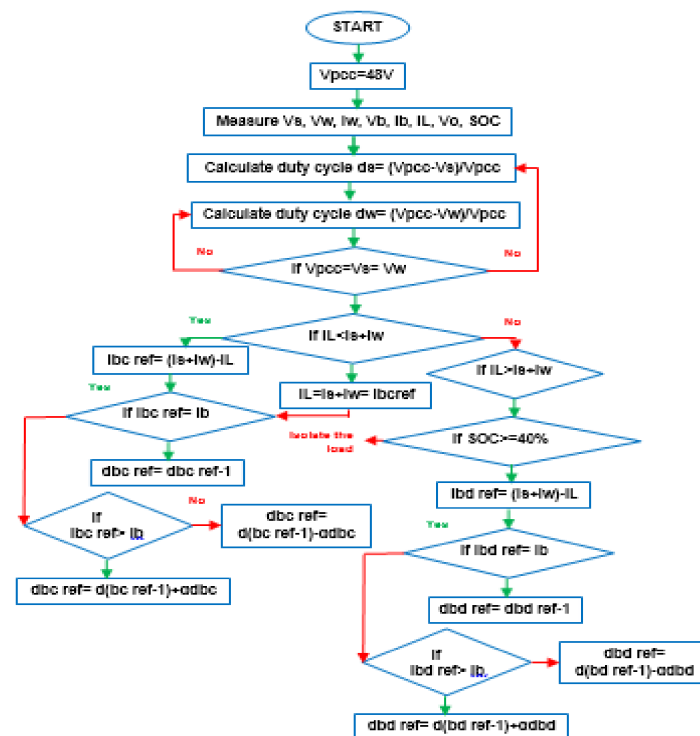 START
Vpcc=48V
Measure Vs, Vw, Iw, Vb, Ib, IL, Vo, SOC
Calculate duty cycle ds= (Vpcc-Vs)/Vpcc
Calculate duty cycle dw= (Vpcc-Vw)/Vpcc
No
No
If Vpcc=Vs= Vw
Yes
If IL<Is+Iw
No
Ibc ref= (Is+Iw)-IL
If IL>Is+Iw
Yes
IL=Is+Iw= Ibcref
If Ibc ref= Ib
Isolate the
load
If SOC>=40%
dbc ref= dbc ref-1
Ibd ref= (Is+Iw)-IL
If
Ibc ref> Ib
No
dbc ref=
d(bc ref-1)-αdbc
Yes
If Ibd ref= Ib
dbc ref= d(bc ref-1)+αdbc
dbd ref= dbd ref-1
If
Ibd ref> Ib,
dbd ref=
d(bd ref-1)-αdbd
dbd ref= d(bd ref-1)+αdbd